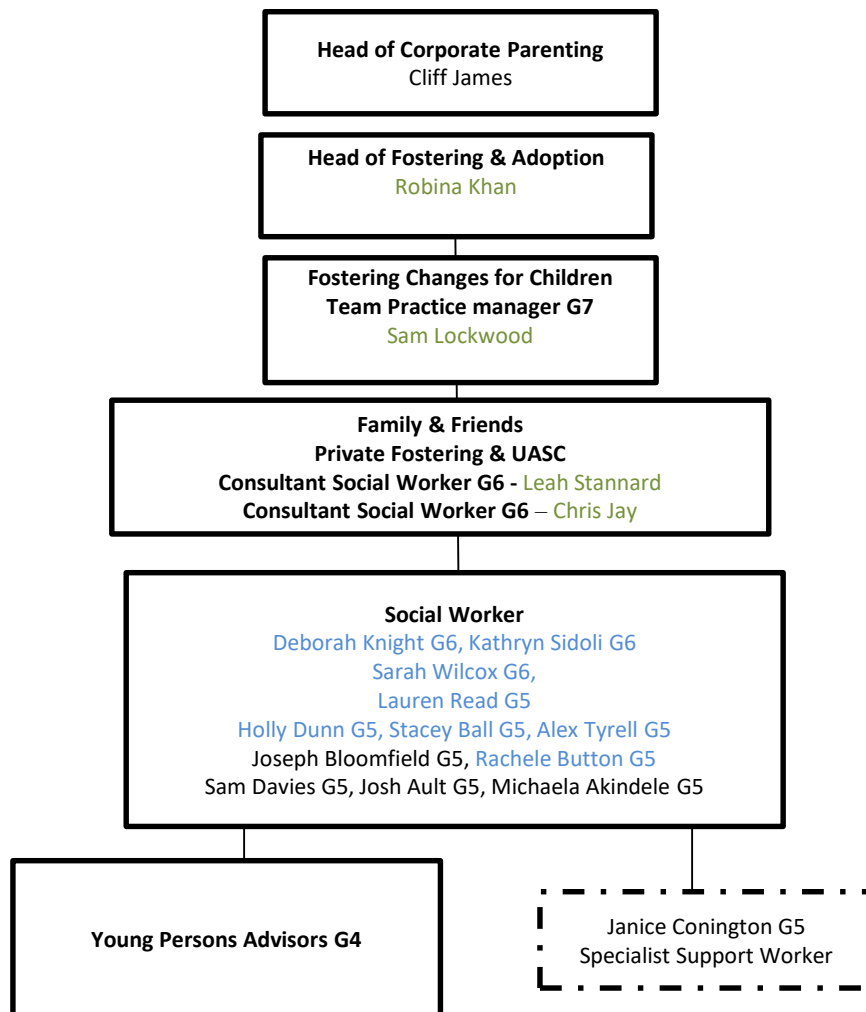 Head of Corporate Parenting
Cliff James
Head of Fostering & Adoption
Robina Khan
Fostering Changes for Children
Team Practice manager G7
Sam Lockwood
Family & Friends
Private Fostering & UASC
Consultant Social Worker G6 - Leah Stannard
Consultant Social Worker G6 – Chris Jay
Social Worker
Deborah Knight G6, Kathryn Sidoli G6
Sarah Wilcox G6,
Lauren Read G5
Holly Dunn G5, Stacey Ball G5, Alex Tyrell G5
Joseph Bloomfield G5, Rachele Button G5
Sam Davies G5, Josh Ault G5, Michaela Akindele G5
Young Persons Advisors G4
Janice Conington G5
Specialist Support Worker